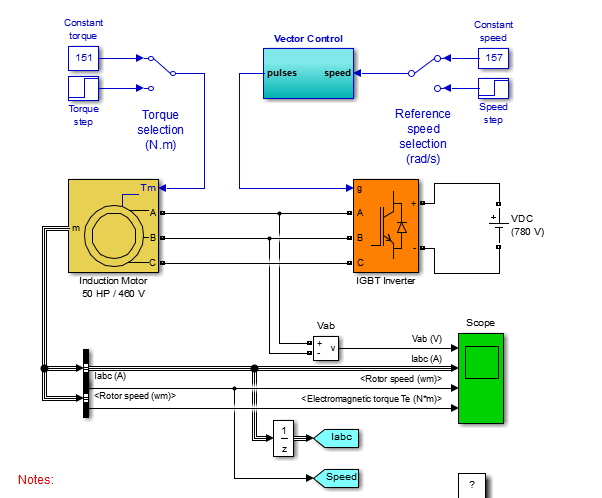 Constant
torque
151
Torque
step
Torque
selection
(N.m)
Vector Control
pulses
speed
Constant
speed
157
Speed
step
Reference
speed
selection
(rad/s)
Tm
m
A
B
C
Induction Motor
50 HP / 460 V
g
A
B
C
+
-
IGBT Inverter
+
VDC
(780 V)
Vab
+
-
v
Scope
Vab (V)
Iabc (A)
<Rotor speed (wm)>
<Electromagnetic torque Te (N*m)>
Iabc (A)
<Rotor speed (wm)>
1
z
Iabc
Speed
Notes:
?